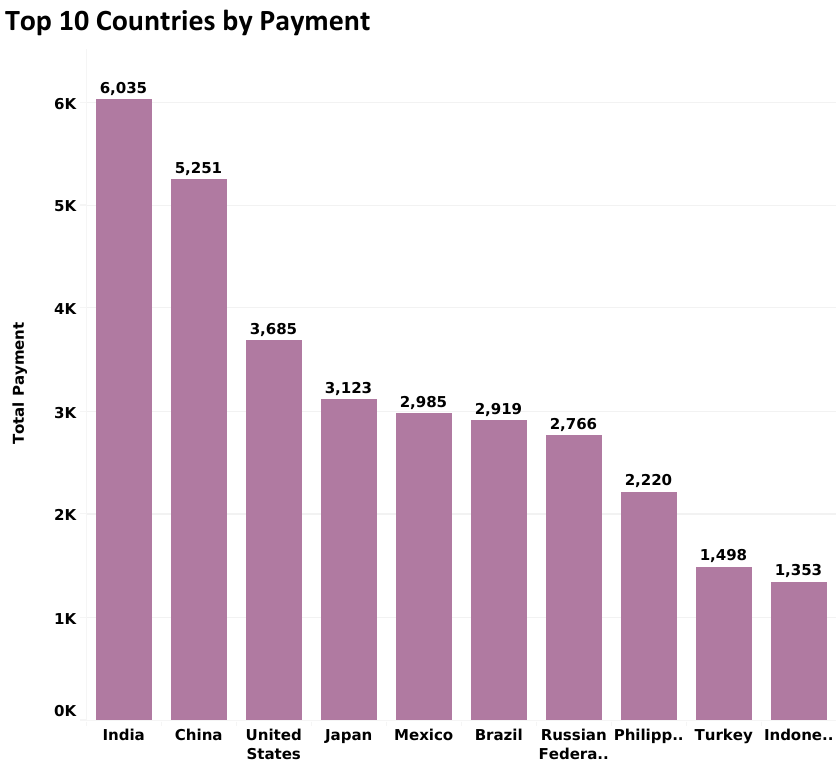 Top 10 Countries by Payment
6,035
6K
5,251
5K
4K
3,685
Total Payment
3,123
2,985
2,919
3K
2,766
2,220
2K
1,498
1,353
1K
0K
India China United Japan Mexico Brazil Russian Philipp.. Turkey Indone..
States Federa..